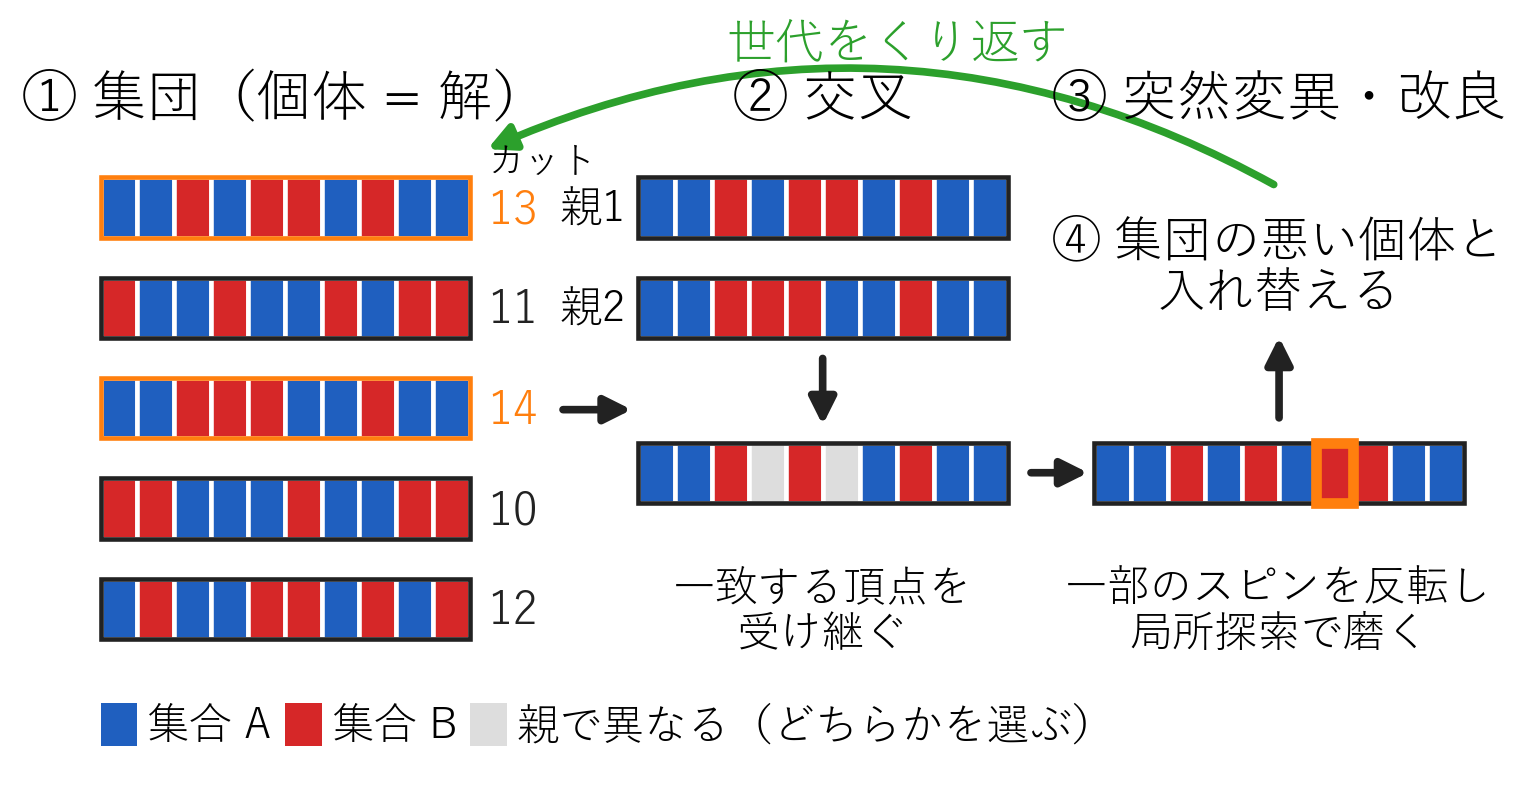 世代をくり返す
① 集団（個体 = 解）
② 交叉
③ 突然変異・改良
カット
13
11
14
10
12
親1
親2
一致する頂点を
受け継ぐ
④ 集団の悪い個体と
入れ替える
一部のスピンを反転し
局所探索で磨く
集合 A
集合 B
親で異なる（どちらかを選ぶ）